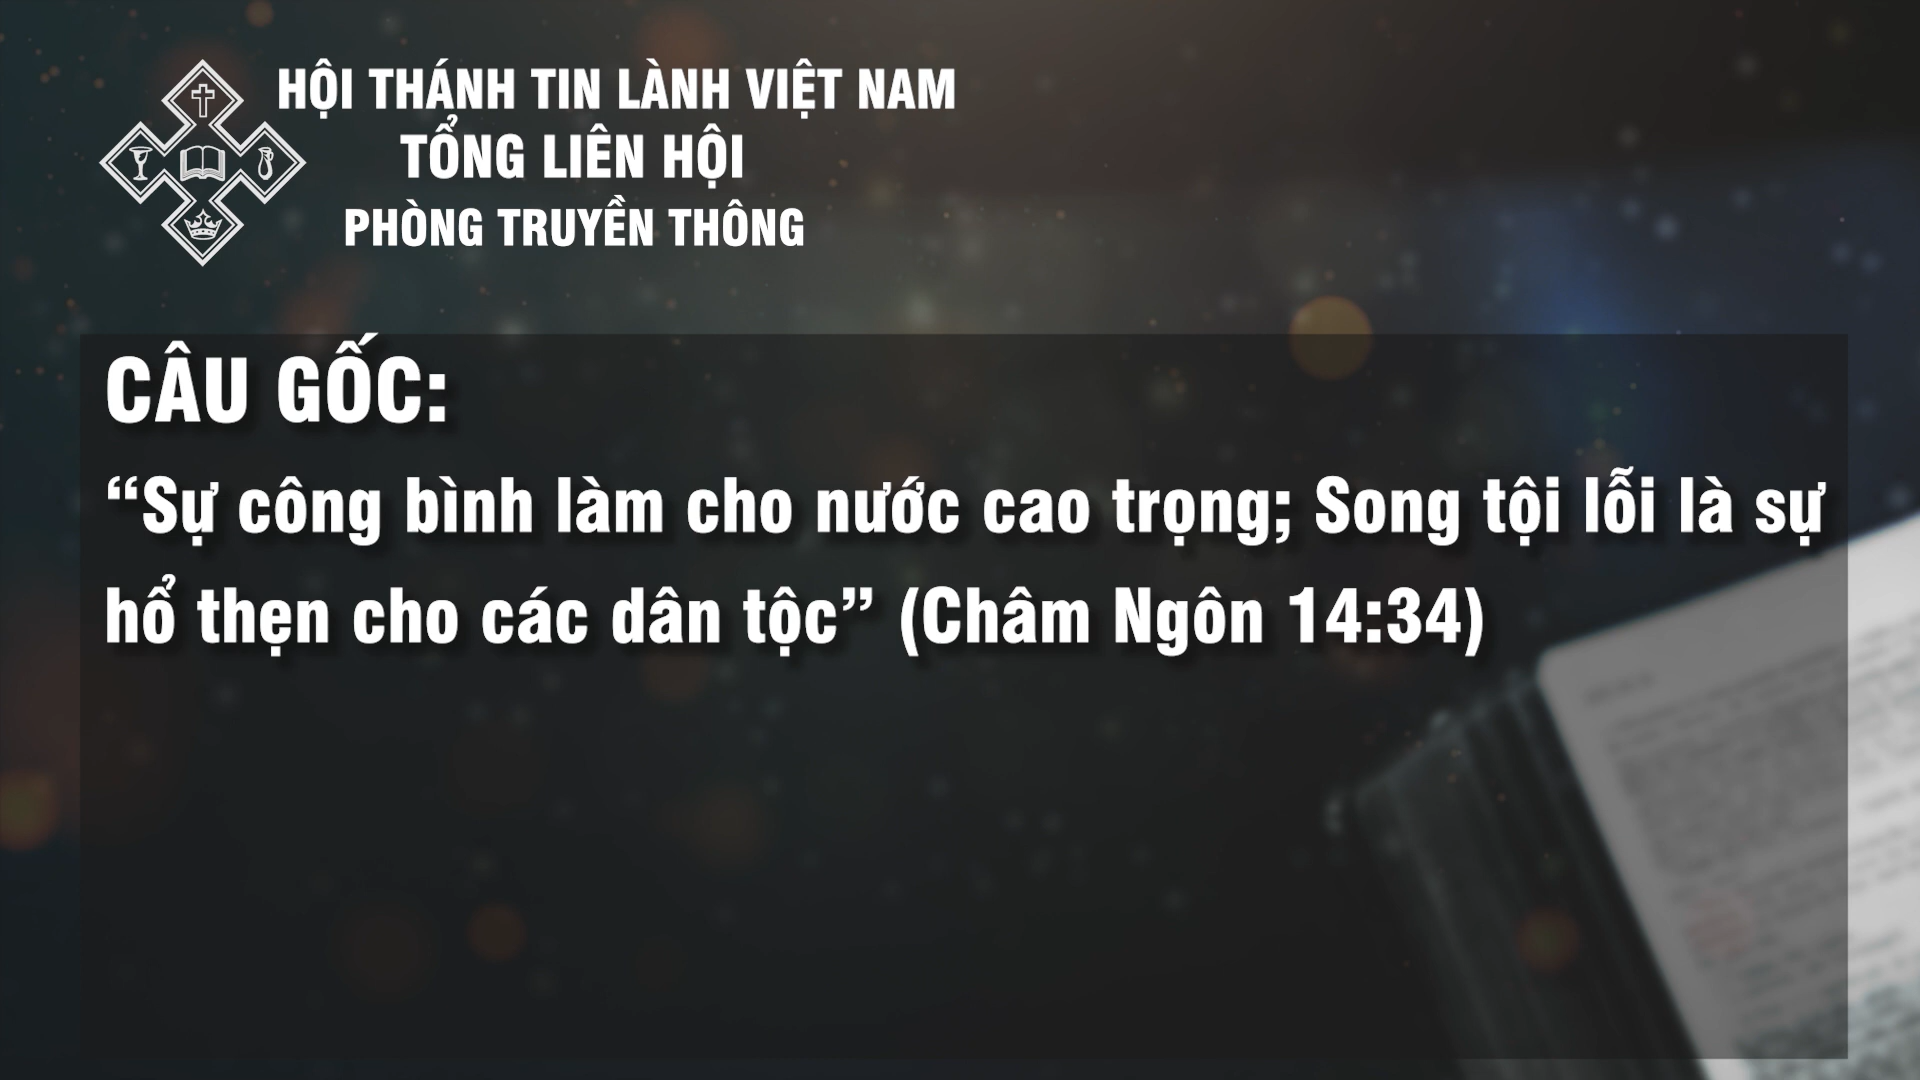 HỘI THÁNH TIN LÀNH VIỆT NAM
TỔNG LIÊN HỘI
PHÒNG TRUYỀN THÔNG
CÂU GỐC:
“Sự công bình làm cho nước cao trọng; Song tội lỗi là sự
hổ thẹn cho các dân tộc” (Châm Ngôn 14:34)